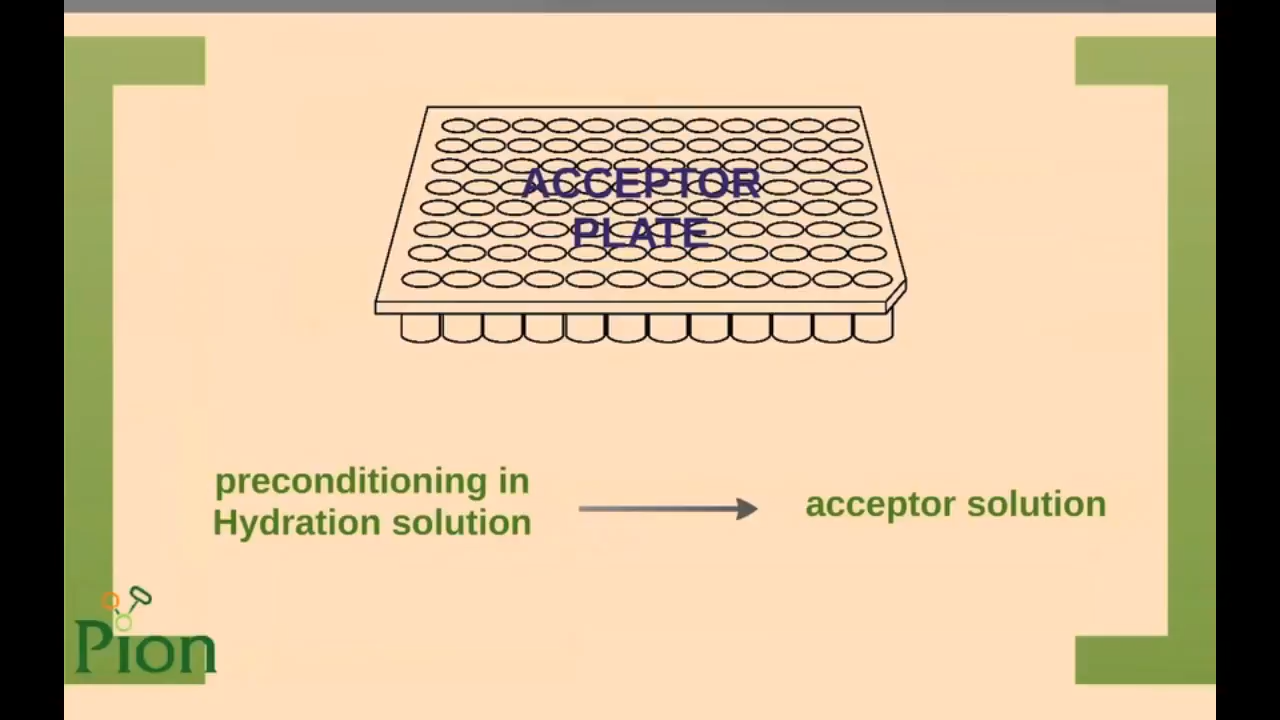 ACCEPTOR
PLATE
preconditioning in
Hydration solution
acceptor solution
Pion